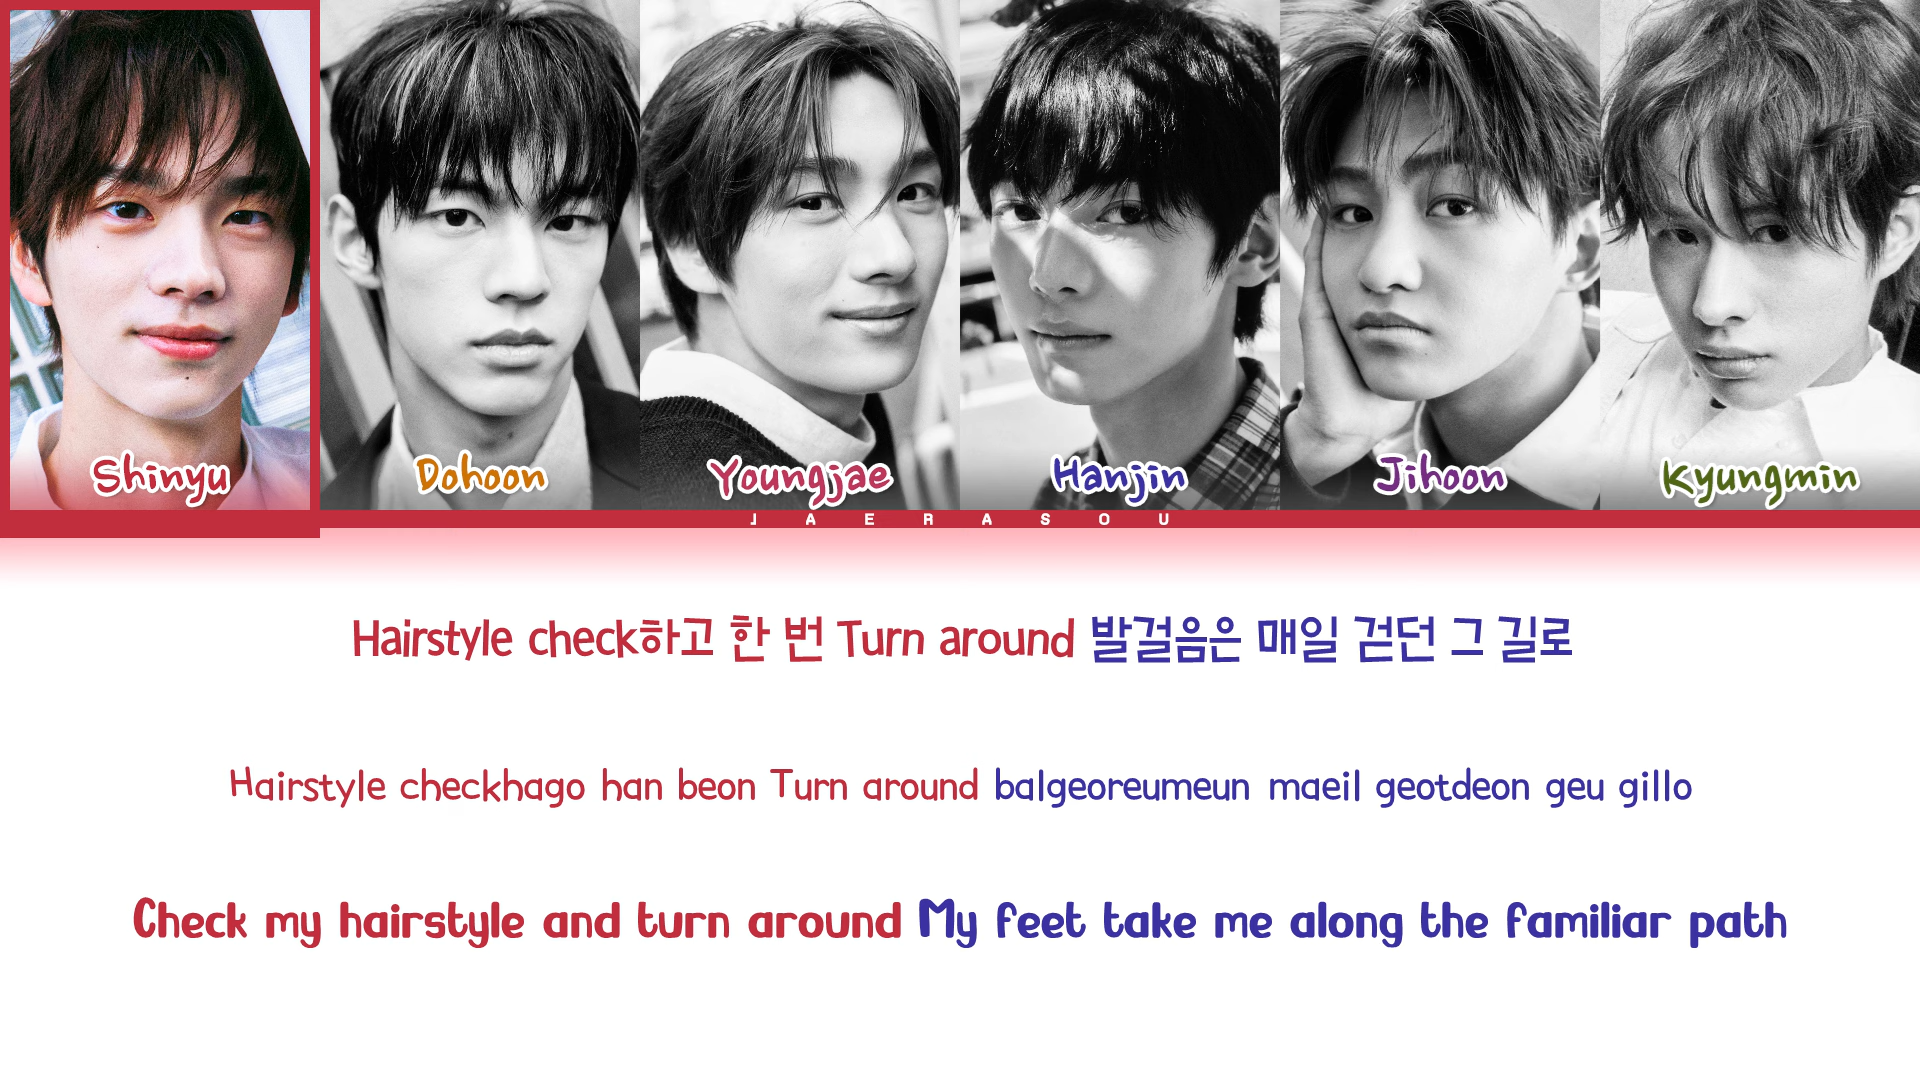 Shinyu Dohoon Youngjae Hanjin Jihoon Kyungmin
JAERASOU
Hairstyle check하고 한 번 Turn around 발걸음은 매일 걷던 그 길로
Hairstyle checkhago han beon Turn around balgeoreumeun maeil geotdeon geu gillo
Check my hairstyle and turn around My feet take me along the familiar path